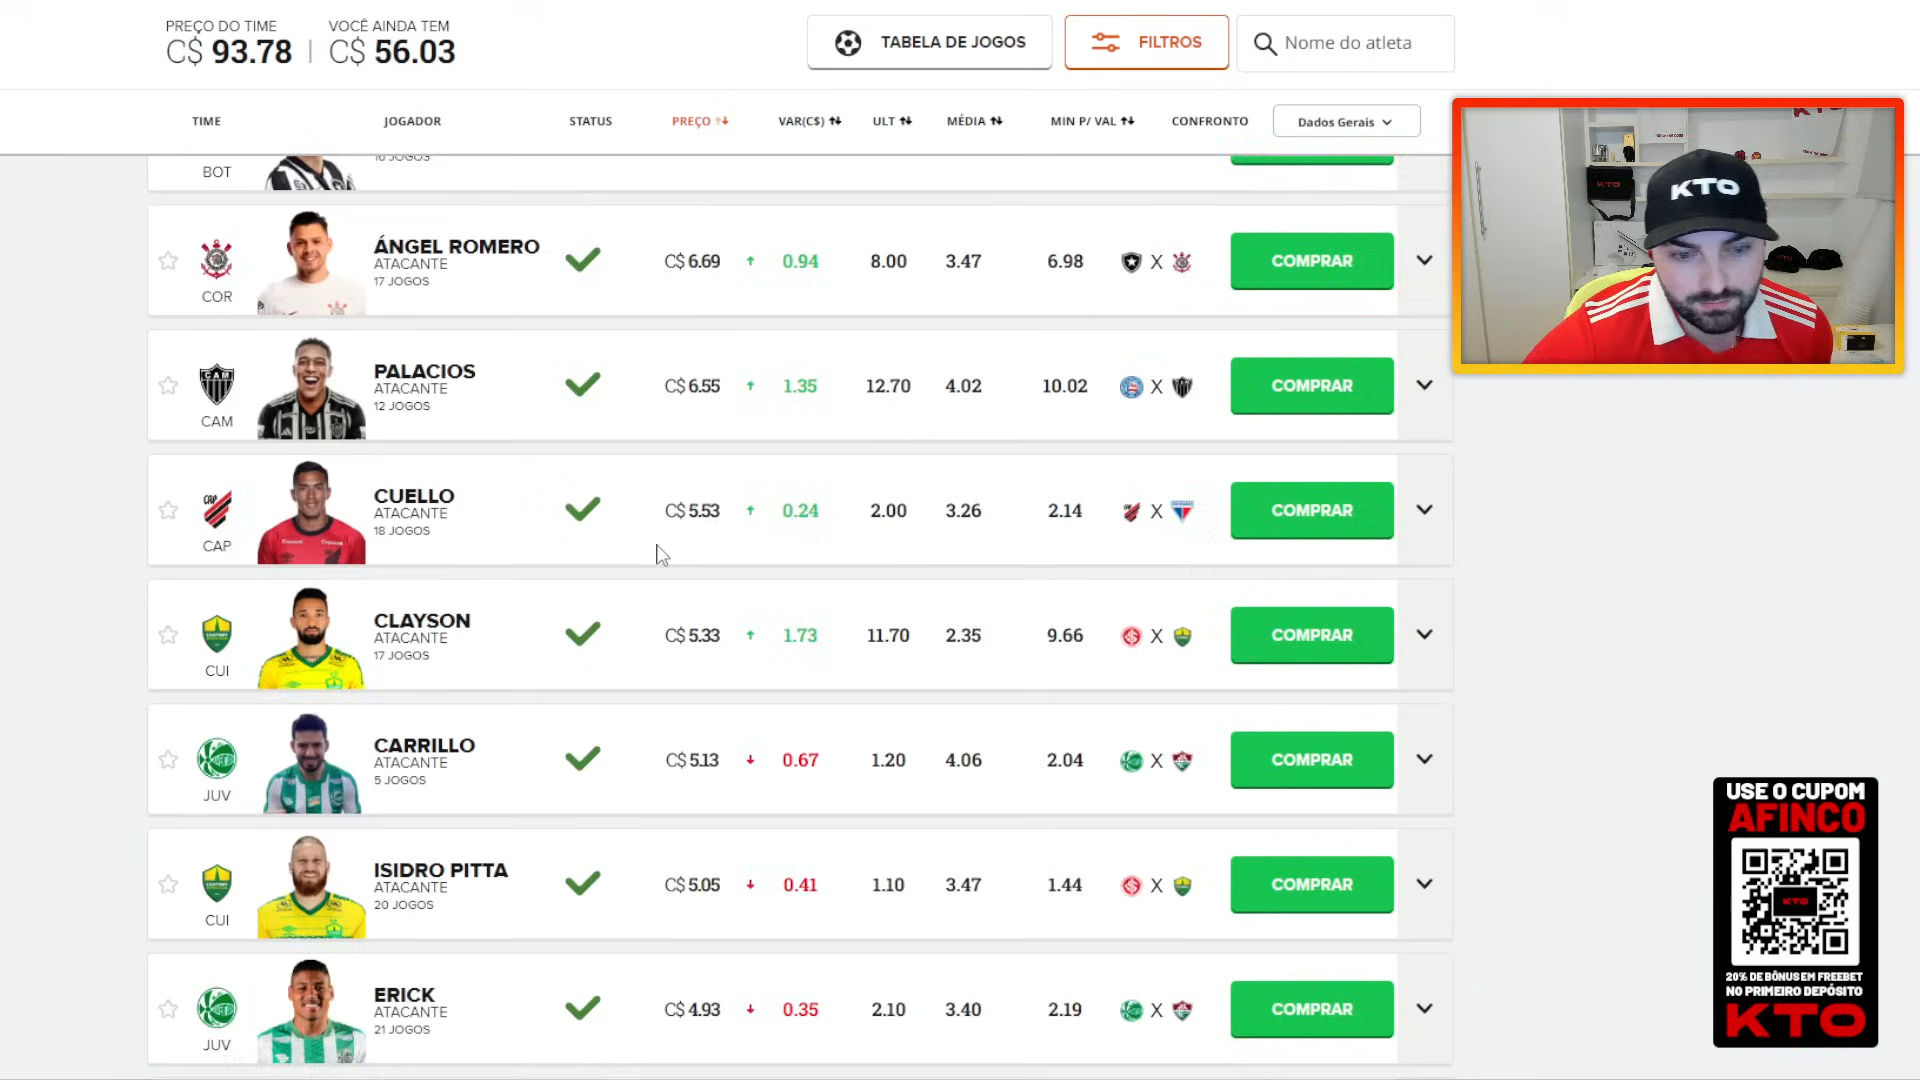 PREÇO DO TIME
C$ 93.78
VOCÊ AINDA TEM
C$ 56.03
TABELA DE JOGOS
FILTROS
Nome do atleta
TIME JOGADOR STATUS PREÇO VAR(C$) ULT MÉDIA MIN P/ VAL CONFRONTO Dados Gerais
16 JOGOS
BOT
ÁNGEL ROMERO
ATACANTE
17 JOGOS
COR
C$ 6.69 0.94 8.00 3.47 6.98 X COMPRAR
PALACIOS
ATACANTE
12 JOGOS
CAM
C$ 6.55 1.35 12.70 4.02 10.02 X COMPRAR
CUELLO
ATACANTE
18 JOGOS
CAP
C$ 5.53 0.24 2.00 3.26 2.14 X COMPRAR
CLAYSON
ATACANTE
17 JOGOS
CUI
C$ 5.33 1.73 11.70 2.35 9.66 X COMPRAR
CARRILLO
ATACANTE
5 JOGOS
JUV
C$ 5.13 0.67 1.20 4.06 2.04 X COMPRAR
ISIDRO PITTA
ATACANTE
20 JOGOS
CUI
C$ 5.05 0.41 1.10 3.47 1.44 X COMPRAR
ERICK
ATACANTE
21 JOGOS
JUV
C$ 4.93 0.35 2.10 3.40 2.19 X COMPRAR
KTO
KTO
USE O CUPOM
AFINCO
KTO
20% DE BÔNUS EM FREEBET
NO PRIMEIRO DEPÓSITO
KTO